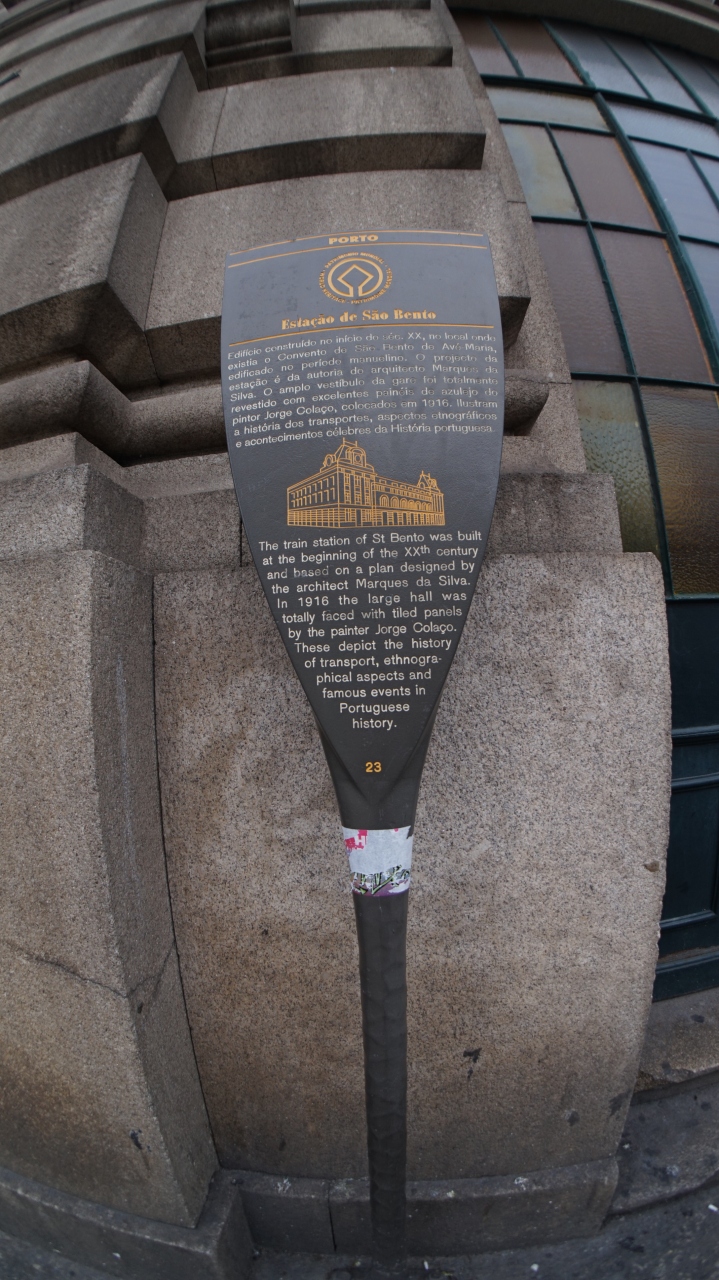 PORTO
Estação de São Bento
Edifício construído no início do séc. XX, no local onde
existia o Convento de São Bento de Avé-Maria,
edificado no período manuelino. O projecto da
estação é da autoria do arquitecto Marques da
Silva. O amplo vestíbulo da gare foi totalmente
revestido com excelentes painéis de azulejo do
pintor Jorge Colaço, colocados em 1916. Ilustram
a história dos transportes, aspectos etnográficos
e acontecimentos célebres da História portuguesa.
The train station of St Bento was built
at the beginning of the XXth century
and based on a plan designed by
the architect Marques da Silva.
In 1916 the large hall was
totally faced with tiled panels
by the painter Jorge Colaço.
These depict the history
of transport, ethnogra-
phical aspects and
famous events in
Portuguese
history.
23